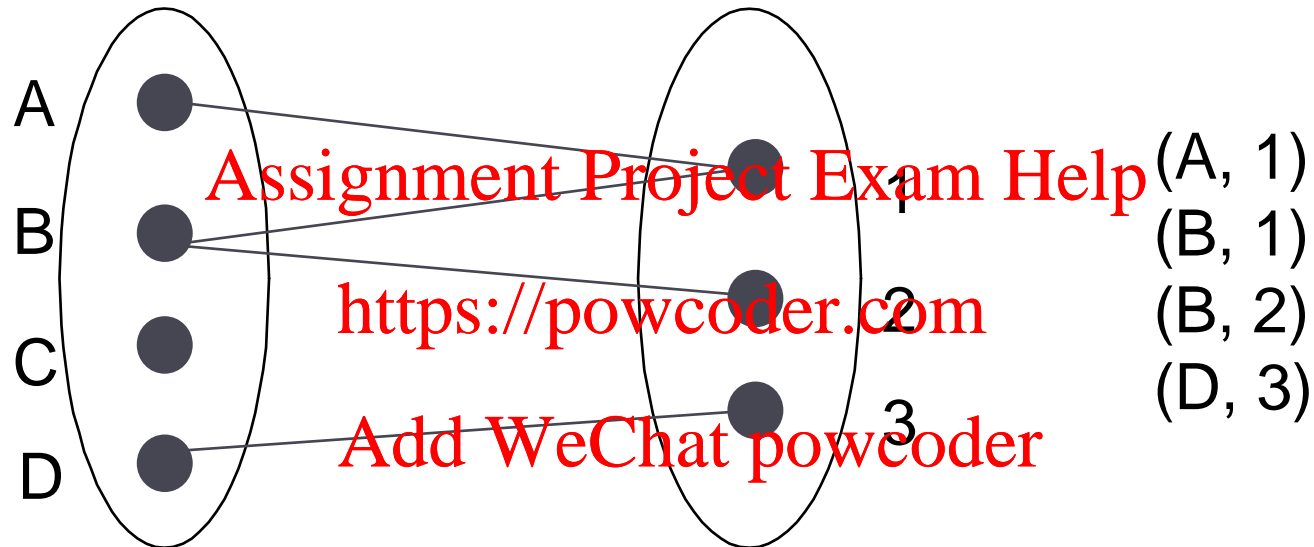 A
B
C
D
Assignment Project Exam Help
https://powcoder.com
Add WeChat powcoder
1
2
3
(A, 1)
(B, 1)
(B, 2)
(D, 3)